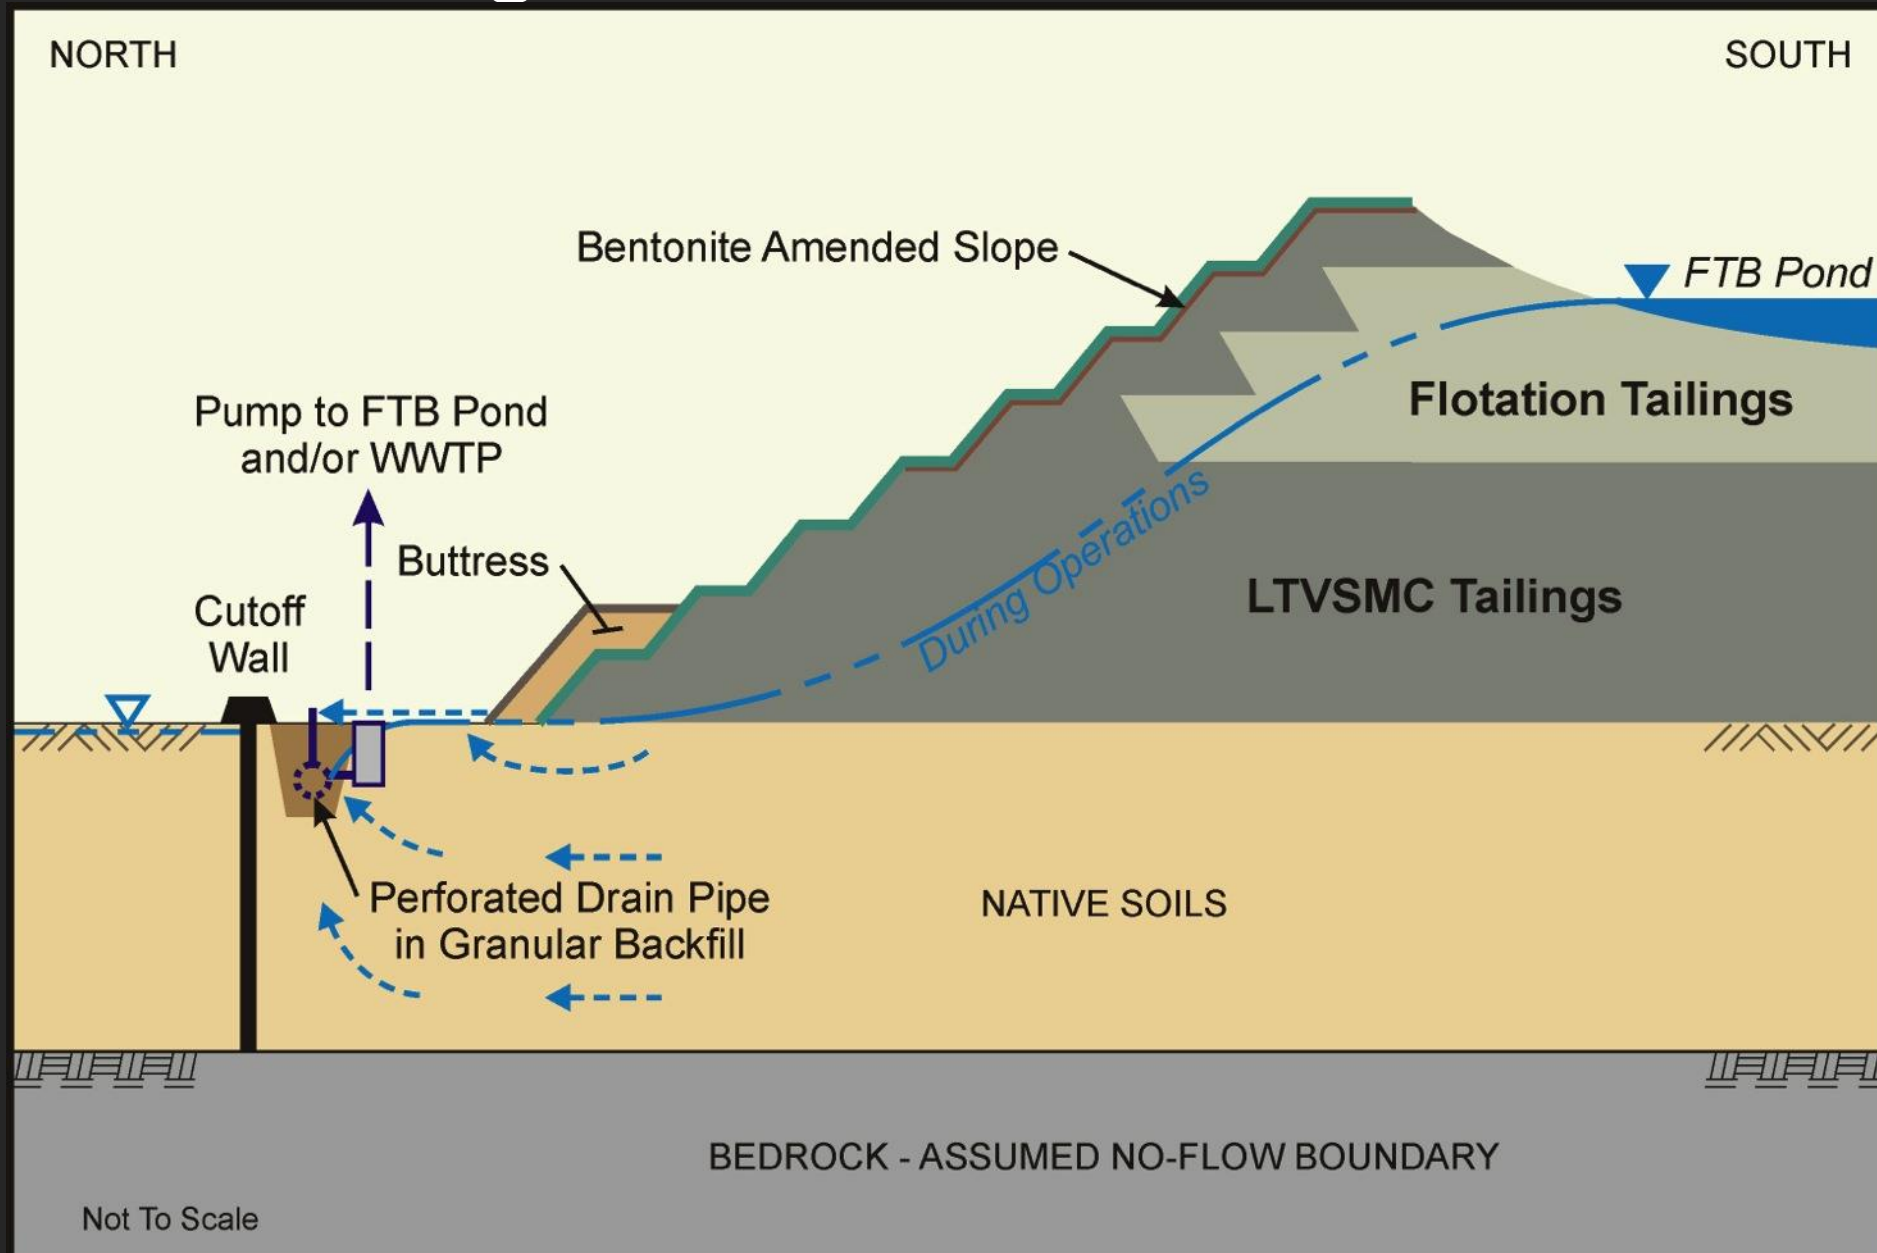 NORTH
SOUTH
Bentonite Amended Slope
FTB Pond
Pump to FTB Pond
and/or WWTP
Flotation Tailings
During Operations
Buttress
LTVSMC Tailings
Cutoff
Wall
Perforated Drain Pipe
in Granular Backfill
NATIVE SOILS
BEDROCK - ASSUMED NO-FLOW BOUNDARY
Not To Scale